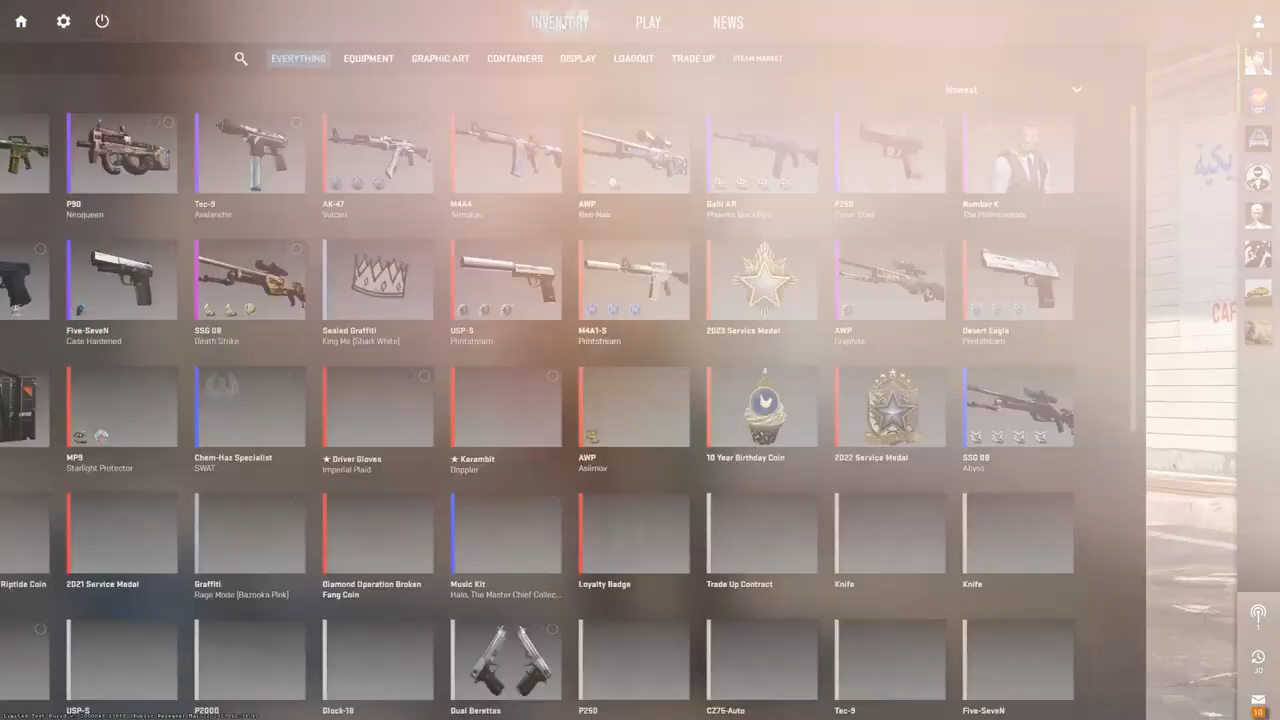 INVENTORY
PLAY
NEWS
EVERYTHING
EQUIPMENT
GRAPHIC ART
CONTAINERS
DISPLAY
LOADOUT
TRADE UP
STEAM MARKET
Newest
P90
Neoqueen
Tec-9
Avalanche
AK-47
Vulcan
M4A4
Temukau
AWP
Neo-Noir
Galil AR
Phoenix Blacklight
P250
Cyber Shell
Number K
The Professionals
Five-SeveN
Case Hardened
SSG 08
Death Strike
Sealed Graffiti
King Me (Shark White)
USP-S
Printstream
M4A1-S
Printstream
2023 Service Medal
AWP
Graphite
Desert Eagle
Printstream
MP9
Starlight Protector
Chem-Haz Specialist
SWAT
★ Driver Gloves
Imperial Plaid
★ Karambit
Doppler
AWP
Asiimov
10 Year Birthday Coin
2022 Service Medal
SSG 08
Abyss
Riptide Coin
2021 Service Medal
Graffiti
Rage Mode (Bazooka Pink)
Diamond Operation Broken
Fang Coin
Music Kit
Halo, The Master Chief Collec...
Loyalty Badge
Trade Up Contract
Knife
Knife
USP-S
P2000
Glock-18
Dual Berettas
P250
CZ75-Auto
Tec-9
Five-SeveN
30
10